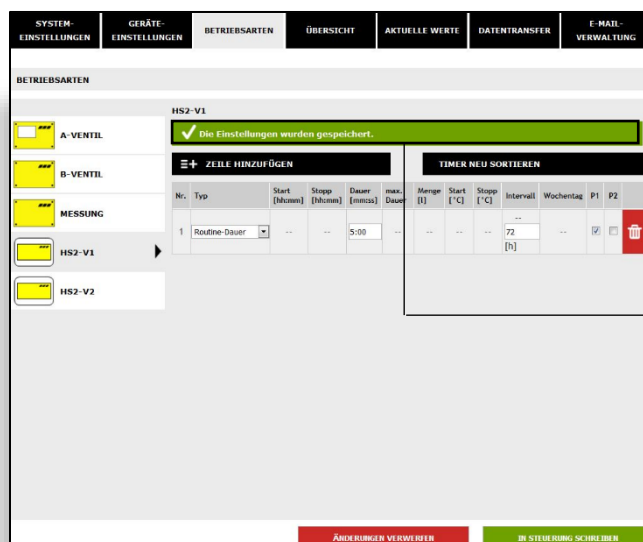 SYSTEM-
EINSTELLUNGEN
GERÄTE-
EINSTELLUNGEN
BETRIEBSARTEN
ÜBERSICHT
AKTUELLE WERTE
DATENTRANSFER
E-MAIL-
VERWALTUNG
BETRIEBSARTEN
A-VENTIL
B-VENTIL
MESSUNG
HS2-V1
HS2-V2
HS2-V1
Die Einstellungen wurden gespeichert.
ZEILE HINZUFÜGEN
TIMER NEU SORTIEREN
Nr. Typ Start [hh:mm] Stopp [hh:mm] Dauer [mm:ss] max. Dauer Menge [l] Start [°C] Stopp [°C] Intervall Wochentag P1 P2
--
1 Routine-Dauer -- -- 5:00 -- -- -- -- 72 --
[h]
ÄNDERUNGEN VERWERFEN
IN STEUERUNG SCHREIBEN